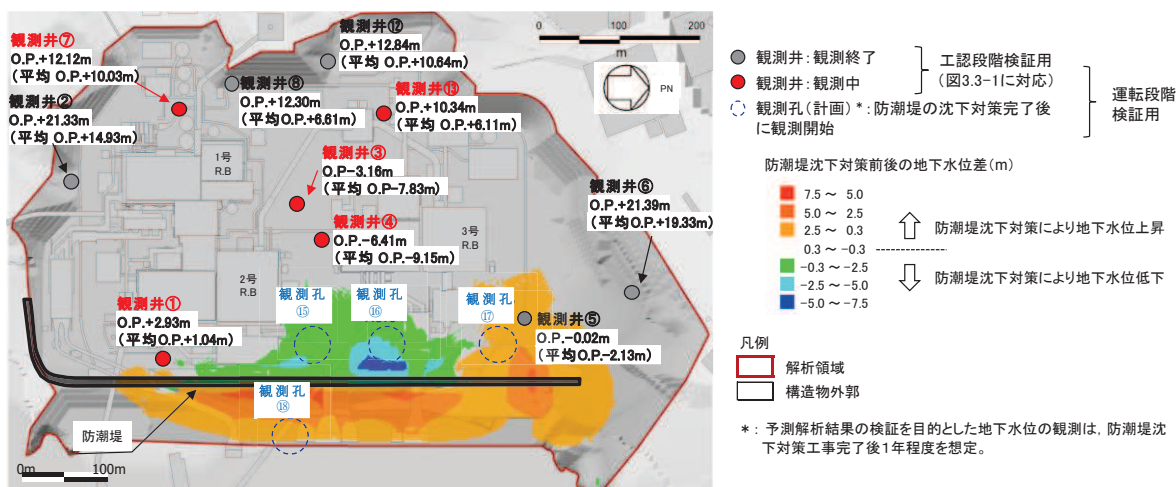 観測井⑦
O.P.+12.12m
(平均 O.P.+10.03m)
観測井②
O.P.+21.33m
(平均 O.P.+14.93m)
観測井⑫
O.P.+12.84m
(平均 O.P.+10.64m)
観測井⑧
O.P.+12.30m
(平均O.P.+6.61m)
観測井⑬
O.P.+10.34m
(平均O.P.+6.11m)
0 100 200
m
PN
1号
R.B
観測井③
O.P-3.16m
(平均 O.P-7.83m)
観測井④
O.P.-6.41m
(平均 O.P-9.15m)
3号
R.B
観測井⑥
O.P.+21.39m
(平均O.P.+19.33m)
2号
R.B
観測井①
O.P.+2.93m
(平均O.P.+1.04m)
観測孔
⑮
観測孔
⑯
観測孔
⑰
観測井⑤
O.P.-0.02m
(平均O.P.-2.13m)
観測孔
⑱
防潮堤
0m 100m
観測井：観測終了
観測井：観測中
観測孔(計画)＊：防潮堤の沈下対策完了後
に観測開始
工認段階検証用
(図3.3-1に対応)
運転段階
検証用
防潮堤沈下対策前後の地下水位差(m)
7.5 ～ 5.0
5.0 ～ 2.5
2.5 ～ 0.3
0.3 ～ -0.3
-0.3 ～ -2.5
-2.5 ～ -5.0
-5.0 ～ -7.5
防潮堤沈下対策により地下水位上昇
防潮堤沈下対策により地下水位低下
凡例
解析領域
構造物外郭
＊：予測解析結果の検証を目的とした地下水位の観測は，防潮堤沈
下対策工事完了後１年程度を想定。